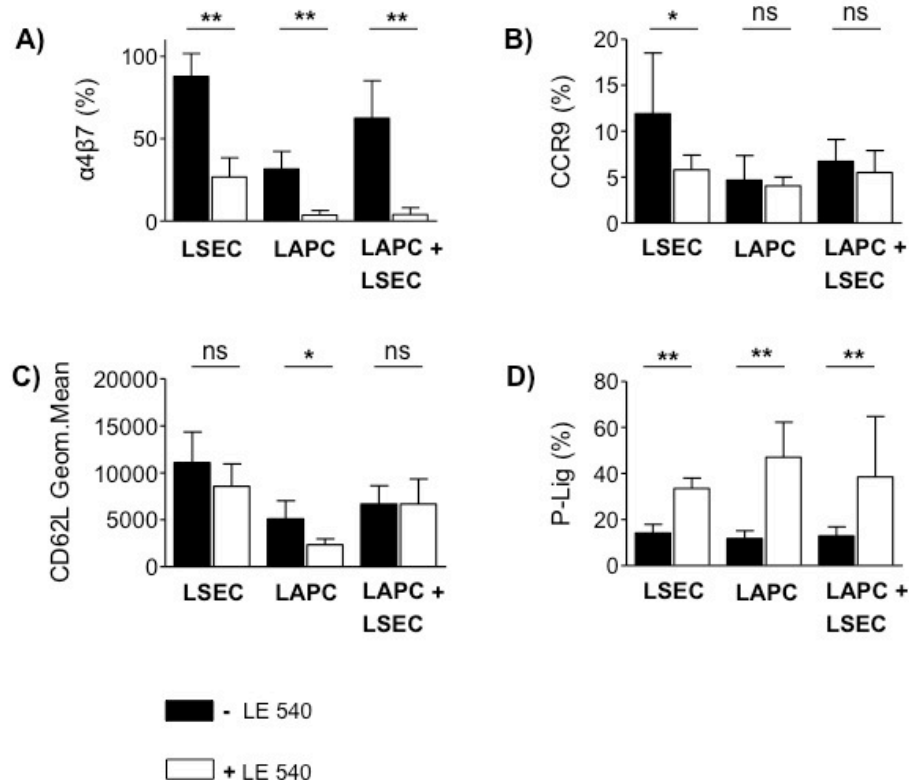 A)
** ** **
α4β7 (%)
100
50
0
LSEC LAPC LAPC +
LSEC
B)
* ns ns
CCR9 (%)
20
15
10
5
0
LSEC LAPC LAPC +
LSEC
C)
ns * ns
CD62L Geom.Mean
20000
15000
10000
5000
0
LSEC LAPC LAPC +
LSEC
D)
** ** **
P-Lig (%)
80
60
40
20
0
LSEC LAPC LAPC +
LSEC
- LE 540
+ LE 540